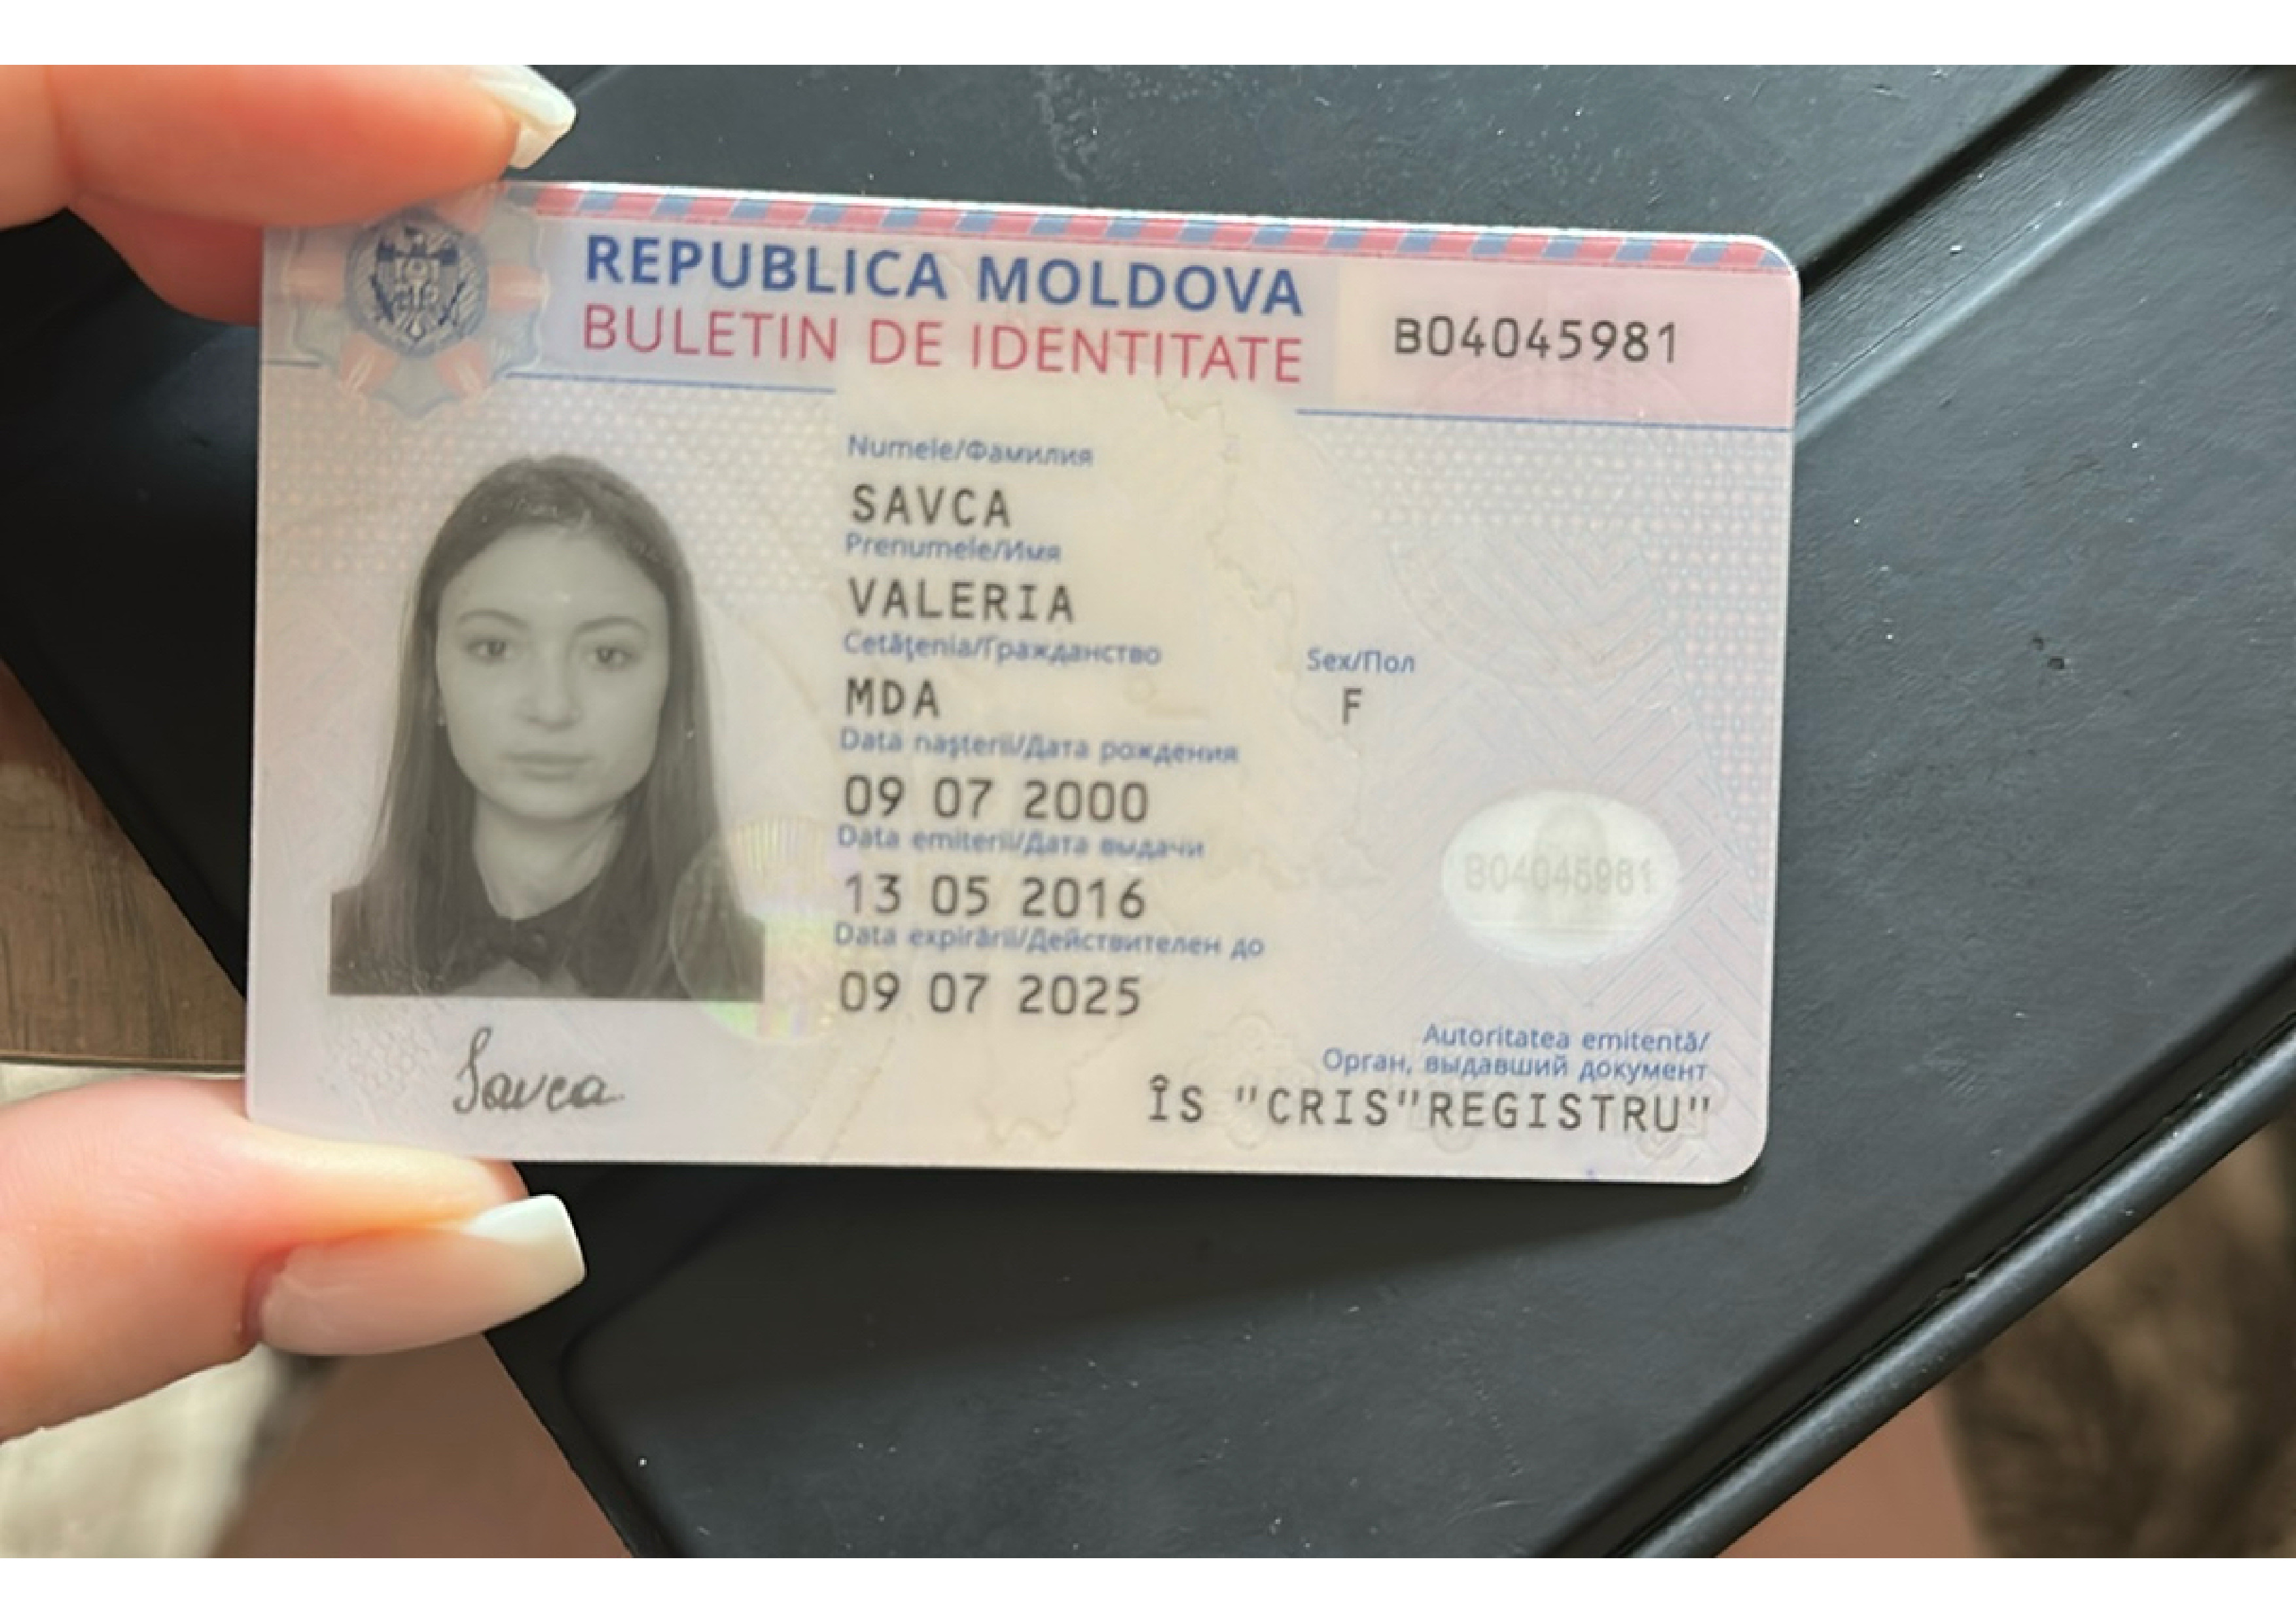 REPUBLICA MOLDOVA
BULETIN DE IDENTITATE
B04045981
Numele/Фамилия
SAVCA
Prenumele/Имя
VALERIA
Cetăţenia/Гражданство
Sex/Пол
MDA
F
Data naşterii/Дата рождения
09 07 2000
Data emiterii/Дата выдачи
13 05 2016
B04045981
Data expirării/Действителен до
09 07 2025
Savca
Autoritatea emitentă/
Орган, выдавший документ
ÎS "CRIS"REGISTRU"